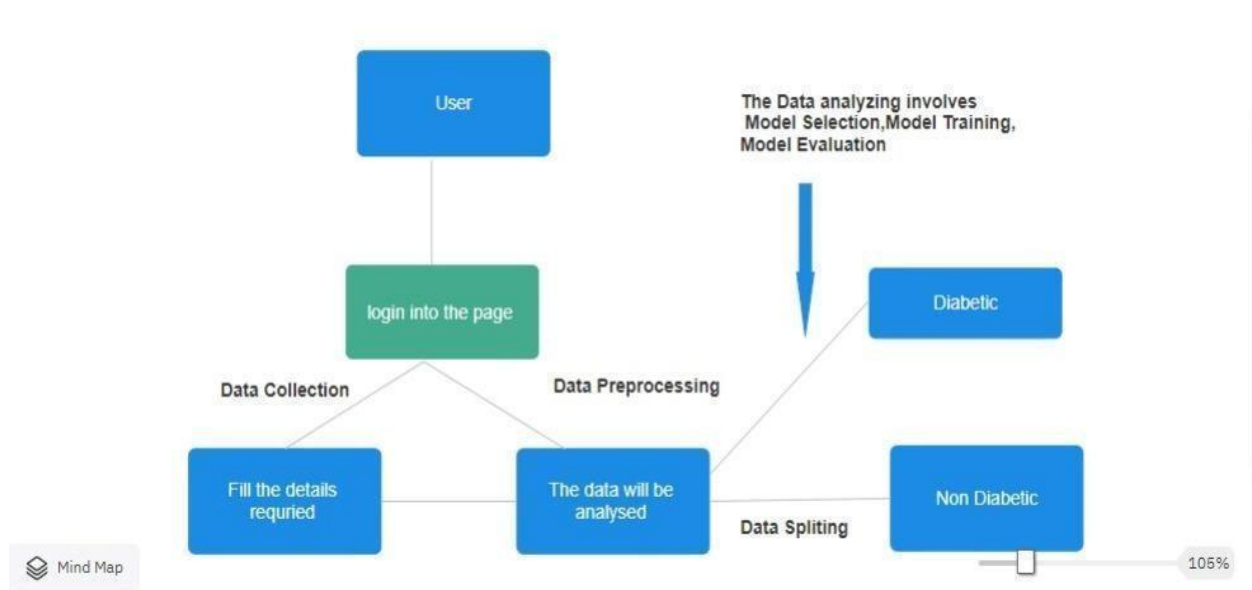 User
The Data analyzing involves
Model Selection,Model Training,
Model Evaluation
login into the page
Diabetic
Data Collection
Data Preprocessing
Fill the details
requried
The data will be
analysed
Non Diabetic
Data Spliting
Mind Map
105%